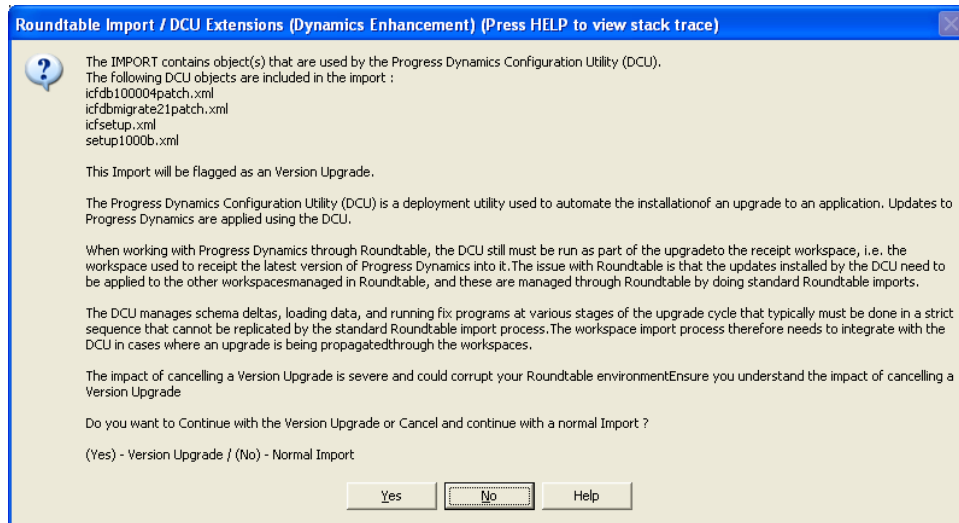 Roundtable Import / DCU Extensions (Dynamics Enhancement) (Press HELP to view stack trace)
The IMPORT contains object(s) that are used by the Progress Dynamics Configuration Utility (DCU).
The following DCU objects are included in the import :
icfdb100004patch.xml
icfdbmigrate21patch.xml
icfsetup.xml
setup1000b.xml
This Import will be flagged as an Version Upgrade.
The Progress Dynamics Configuration Utility (DCU) is a deployment utility used to automate the installationof an upgrade to an application. Updates to
Progress Dynamics are applied using the DCU.
When working with Progress Dynamics through Roundtable, the DCU still must be run as part of the upgradeto the receipt workspace, i.e. the
workspace used to receipt the latest version of Progress Dynamics into it.The issue with Roundtable is that the updates installed by the DCU need to
be applied to the other workspacesmanaged in Roundtable, and these are managed through Roundtable by doing standard Roundtable imports.
The DCU manages schema deltas, loading data, and running fix programs at various stages of the upgrade cycle that typically must be done in a strict
sequence that cannot be replicated by the standard Roundtable import process.The workspace import process therefore needs to integrate with the
DCU in cases where an upgrade is being propagatedthrough the workspaces.
The impact of cancelling a Version Upgrade is severe and could corrupt your Roundtable environmentEnsure you understand the impact of cancelling a
Version Upgrade
Do you want to Continue with the Version Upgrade or Cancel and continue with a normal Import ?
(Yes) - Version Upgrade / (No) - Normal Import
Yes No Help